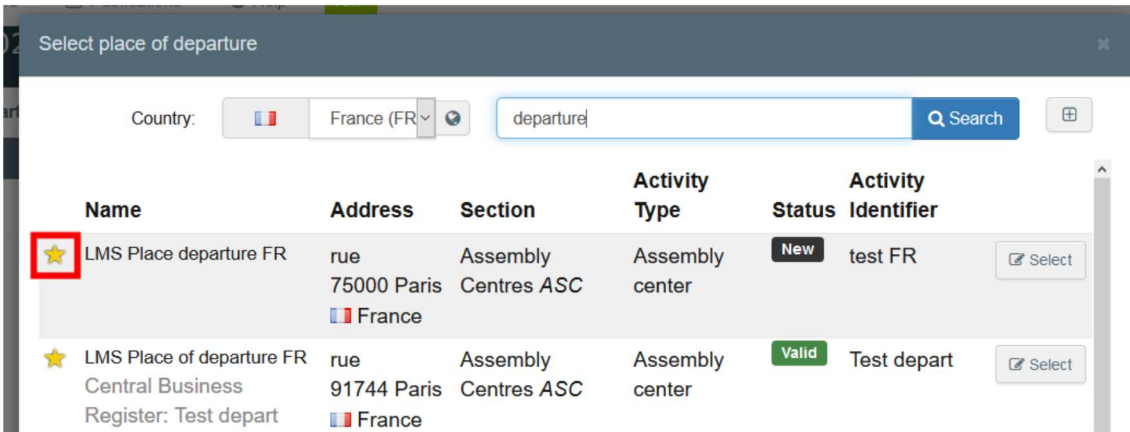 Select place of departure
Country: France (FR departure Search
Activity Activity
Name Address Section Type Status Identifier
LMS Place departure FR rue Assembly Assembly New test FR Select
75000 Paris Centres ASC center
France
LMS Place of departure FR rue Assembly Assembly Valid Test depart Select
Central Business 91744 Paris Centres ASC center
Register: Test depart France